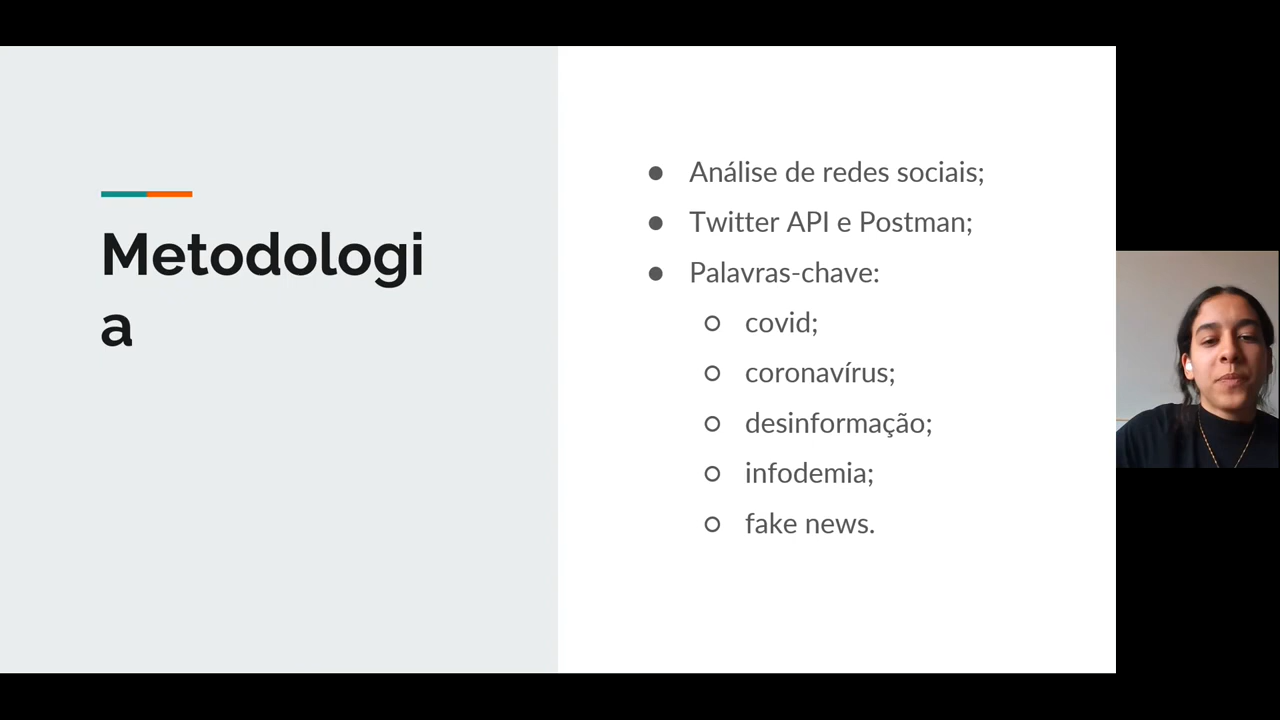 Metodologi
a
● Análise de redes sociais;
● Twitter API e Postman;
● Palavras-chave:
○ covid;
○ coronavírus;
○ desinformação;
○ infodemia;
○ fake news.